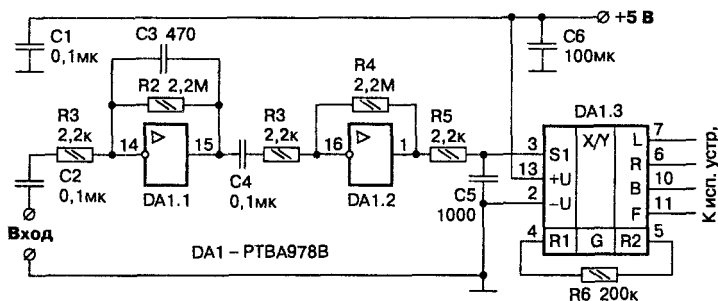 C1
0,1мк
C3 470
R2 2,2М
R3
2,2к
14
15
DA1.1
C2
0,1мк
Вход
C4
0,1мк
R3
2,2к
R4
2,2М
16
1
DA1.2
R5
2,2к
C5
1000
+5 В
C6
100мк
DA1.3
X/Y
3
S1
13
+U
2
–U
L
7
R
6
B
10
F
11
4
R1
G
R2
5
R6 200к
К исп. устр.
DA1 – PTBA978B